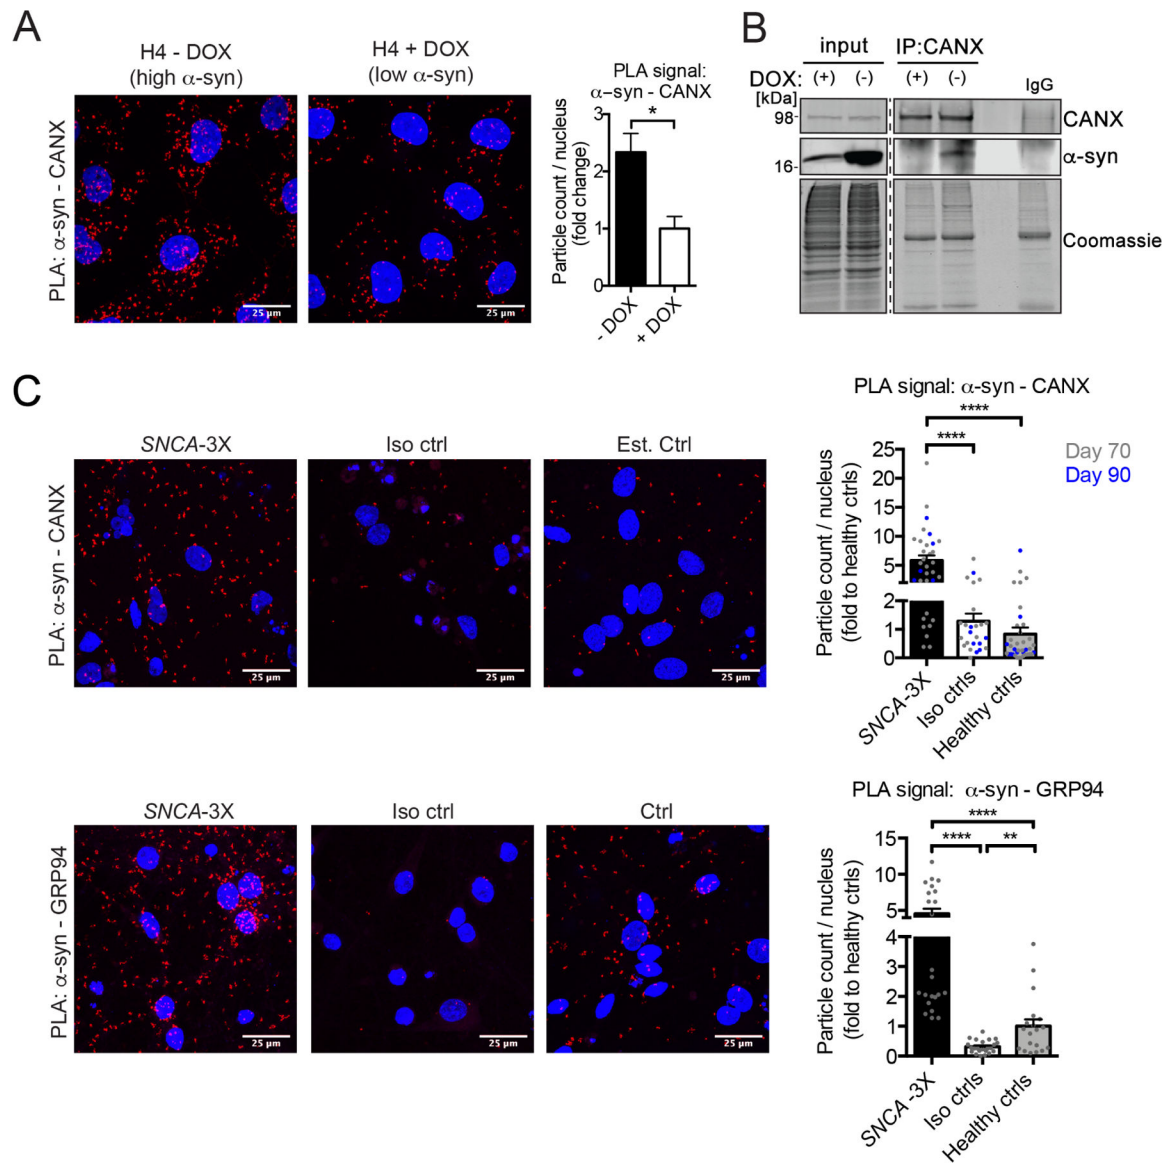 A
H4 - DOX
(high α-syn)
H4 + DOX
(low α-syn)
PLA: α-syn - CANX
25 µm
25 µm
PLA signal:
α-syn - CANX
*
Particle count / nucleus
(fold change)
3
2
1
0
- DOX
+ DOX
B
input
IP:CANX
DOX: (+) (-) (+) (-)
IgG
[kDa]
98-
CANX
16-
α-syn
Coomassie
C
SNCA-3X
Iso ctrl
Est. Ctrl
PLA: α-syn - CANX
25 µm
25 µm
25 µm
PLA signal: α-syn - CANX
****
****
Day 70
Day 90
Particle count / nucleus
(fold to healthy ctrls)
25
20
15
10
5
2
1
0
SNCA-3X
Iso ctrls
Healthy ctrls
SNCA-3X
Iso ctrl
Ctrl
PLA: α-syn - GRP94
25 µm
25 µm
25 µm
PLA signal: α-syn - GRP94
****
**** **
Particle count / nucleus
(fold to healthy ctrls)
15
10
5
4
3
2
1
0
SNCA -3X
Iso ctrls
Healthy ctrls